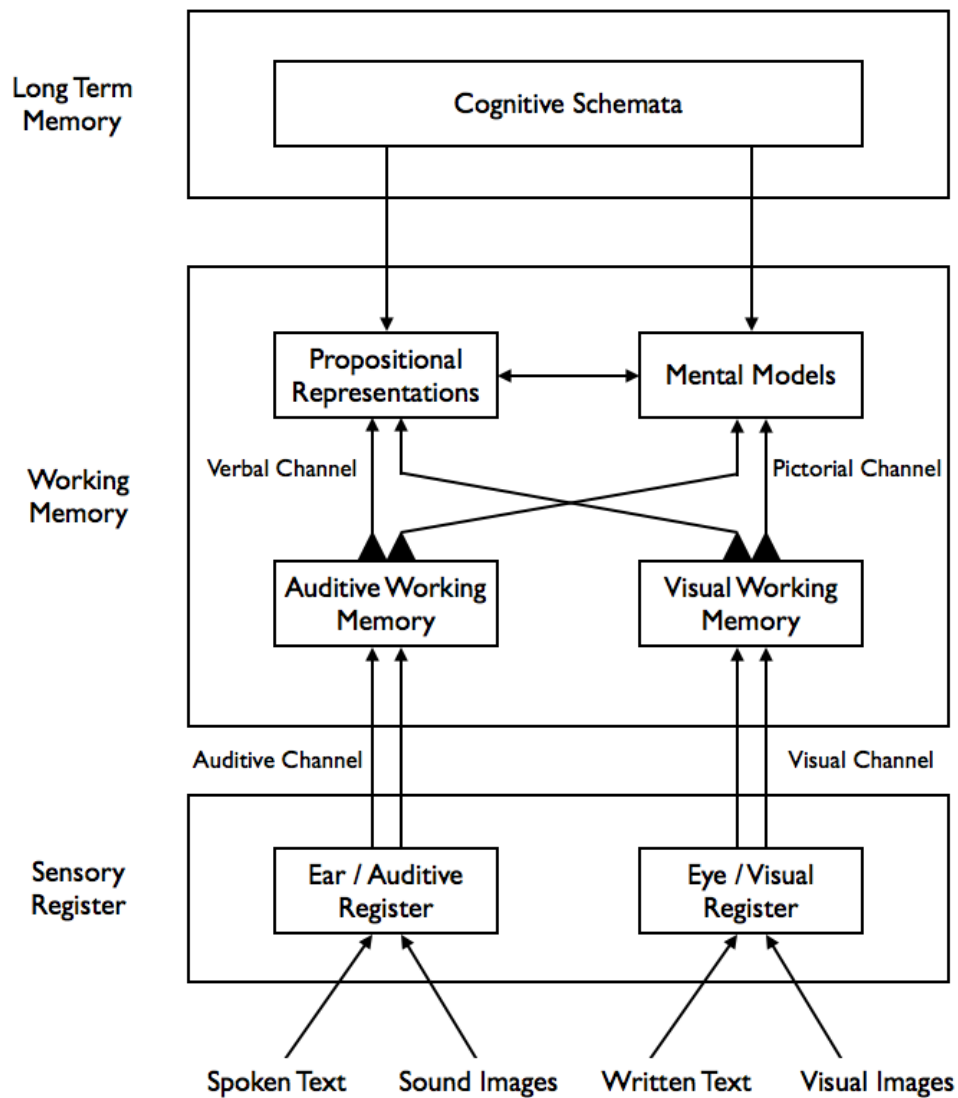 Long Term
Memory
Cognitive Schemata
Propositional
Representations
Mental Models
Verbal Channel
Pictorial Channel
Working
Memory
Auditive Working
Memory
Visual Working
Memory
Auditive Channel
Visual Channel
Sensory
Register
Ear / Auditive
Register
Eye / Visual
Register
Spoken Text
Sound Images
Written Text
Visual Images